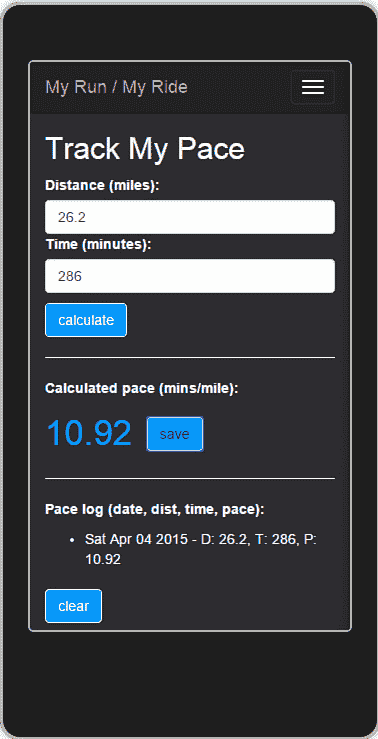 My Run / My Ride
Track My Pace
Distance (miles):
26.2
Time (minutes):
286
calculate
Calculated pace (mins/mile):
10.92 save
Pace log (date, dist, time, pace):
• Sat Apr 04 2015 - D: 26.2, T: 286, P:
10.92
clear